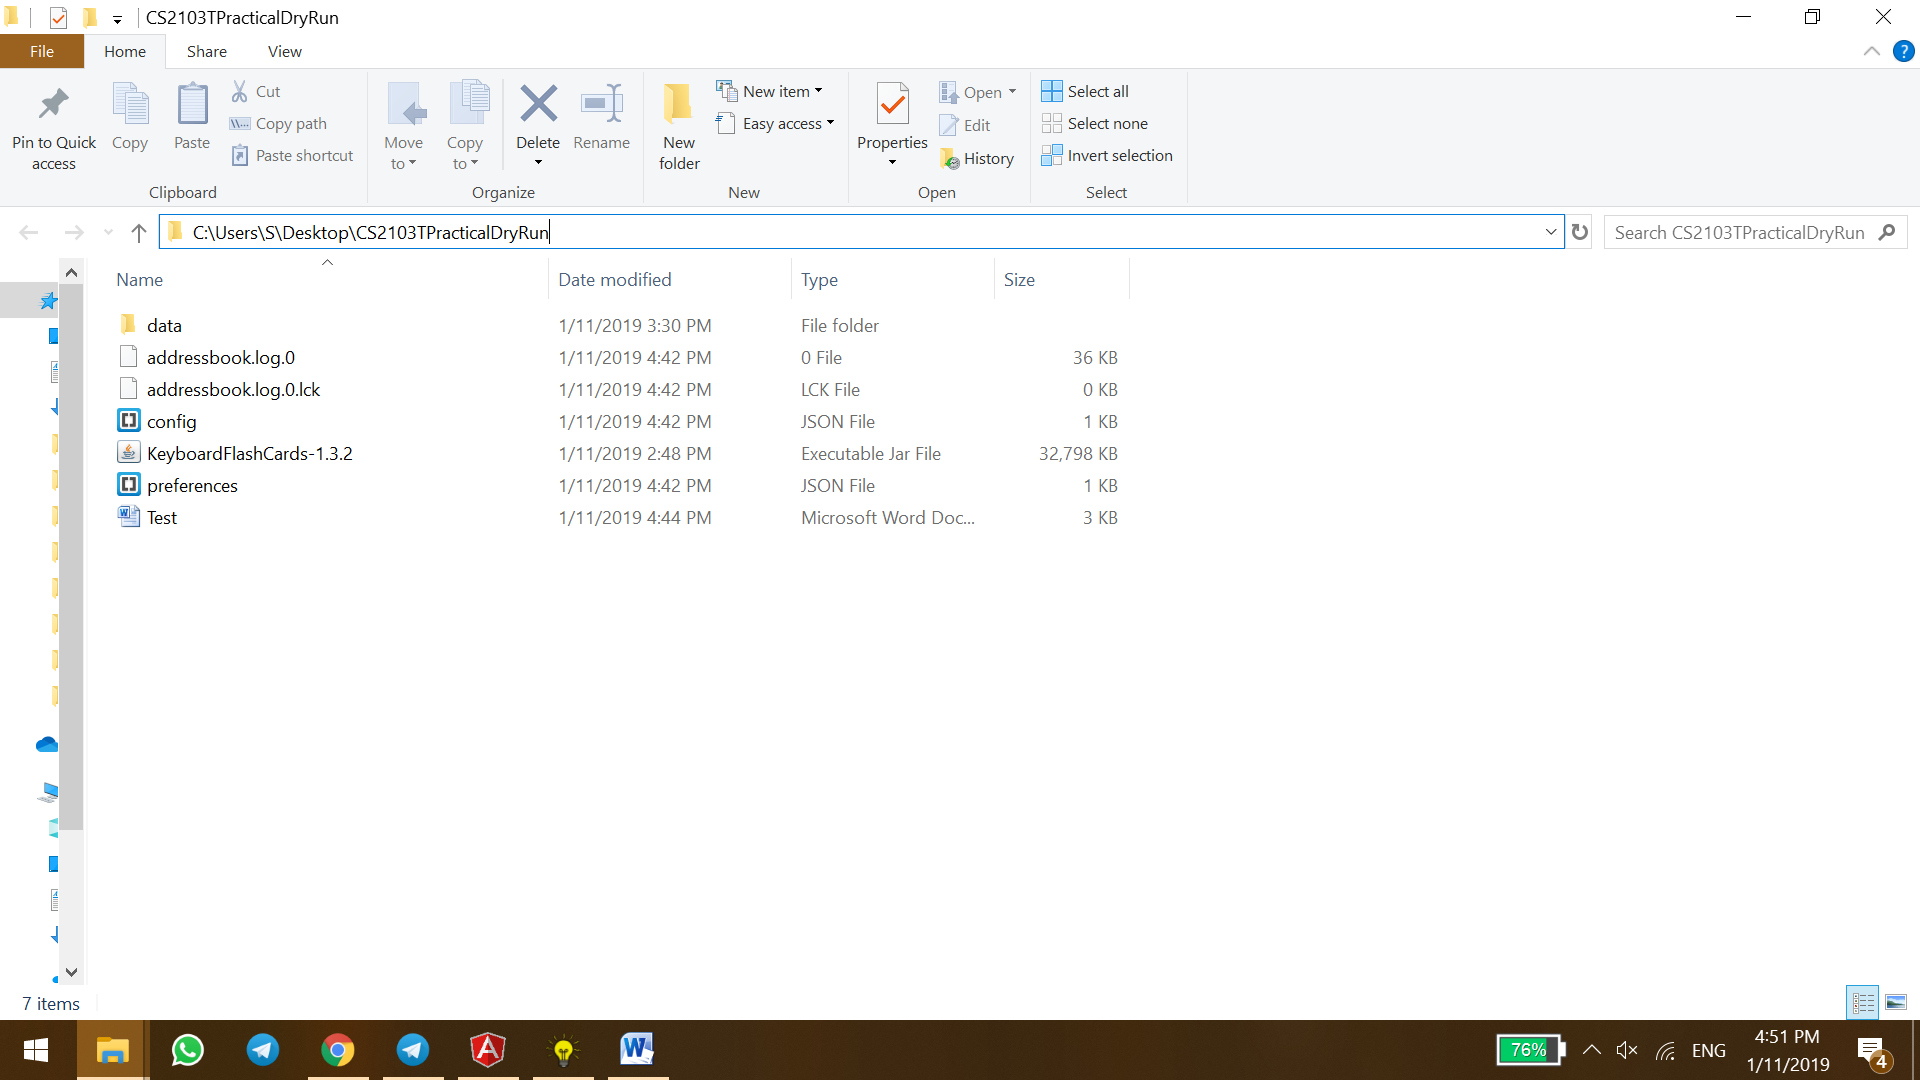 CS2103TPracticalDryRun
File Home Share View
Pin to Quick access
Copy
Paste
Cut
Copy path
Paste shortcut
Clipboard
Move to
Copy to
Delete
Rename
Organize
New folder
New item
Easy access
New
Properties
Open
Edit
History
Open
Select all
Select none
Invert selection
Select
C:\Users\S\Desktop\CS2103TPracticalDryRun
Search CS2103TPracticalDryRun
Name Date modified Type Size
data 1/11/2019 3:30 PM File folder
addressbook.log.0 1/11/2019 4:42 PM 0 File 36 KB
addressbook.log.0.lck 1/11/2019 4:42 PM LCK File 0 KB
config 1/11/2019 4:42 PM JSON File 1 KB
KeyboardFlashCards-1.3.2 1/11/2019 2:48 PM Executable Jar File 32,798 KB
preferences 1/11/2019 4:42 PM JSON File 1 KB
Test 1/11/2019 4:44 PM Microsoft Word Doc... 3 KB
7 items
76%
ENG
4:51 PM
1/11/2019
4